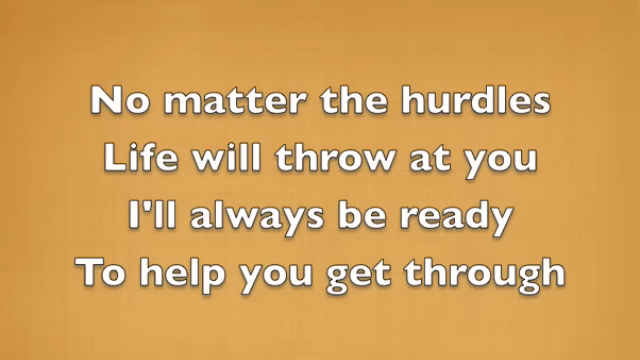 No matter the hurdles
Life will throw at you
I'll always be ready
To help you get through